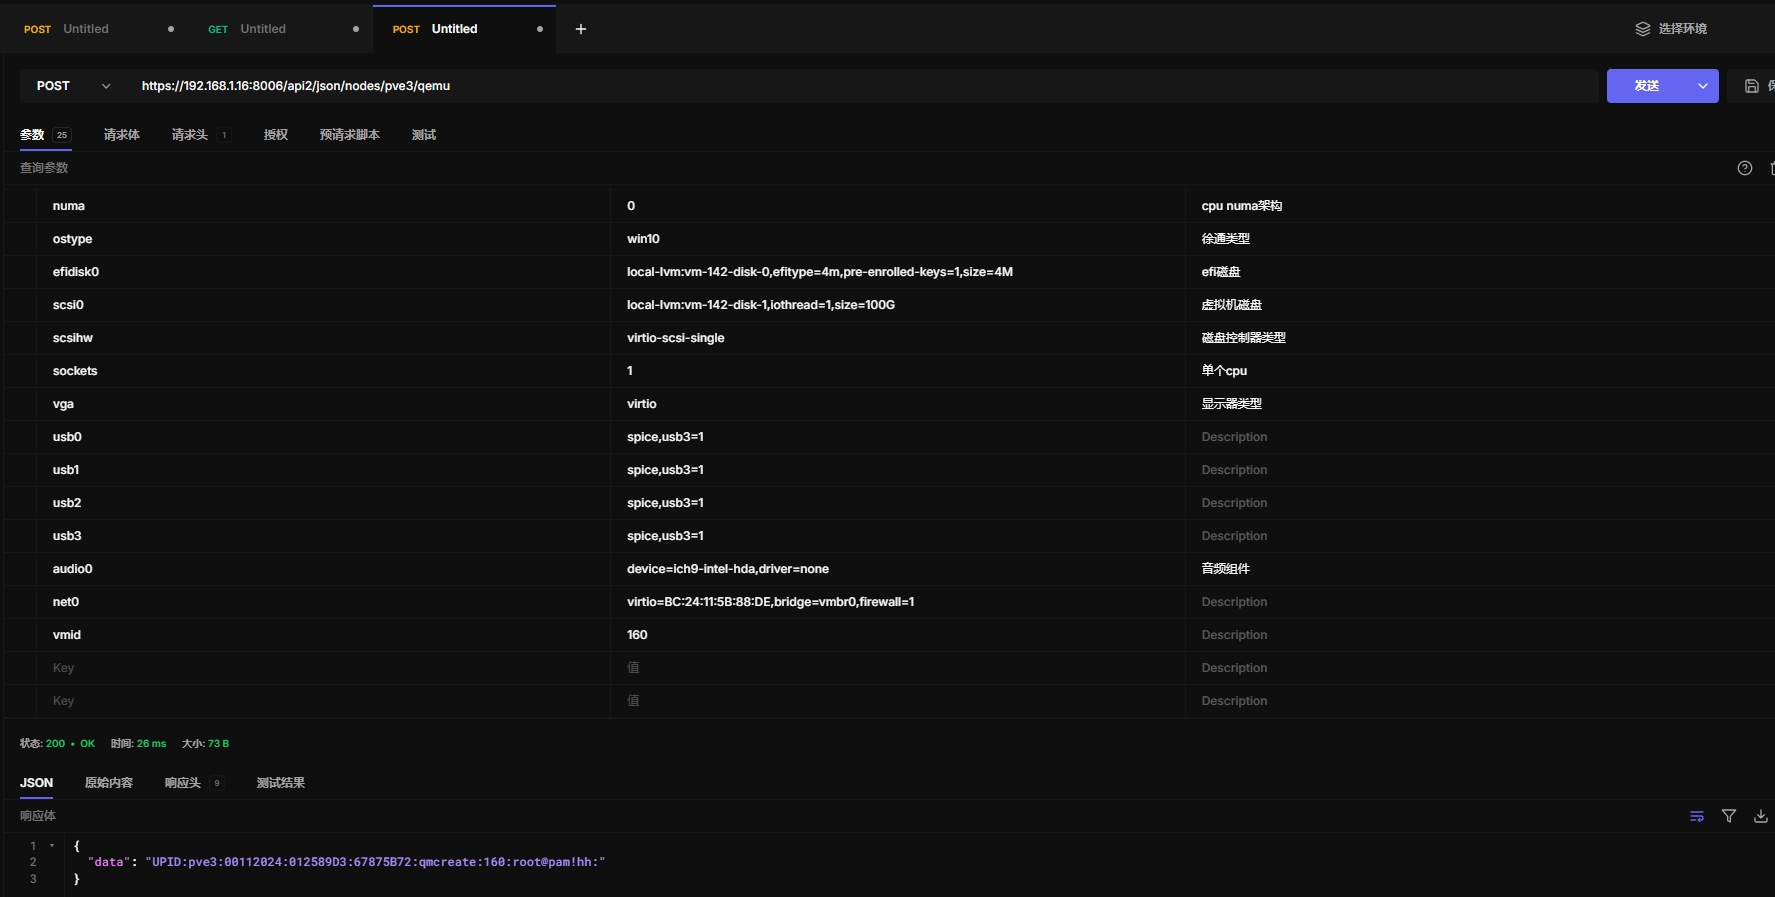 POST Untitled GET Untitled POST Untitled + 选择环境
POST https://192.168.1.16:8006/api2/json/nodes/pve3/qemu 发送
参数 25 请求体 请求头 1 授权 预请求脚本 测试
查询参数
numa 0 cpu numa架构
ostype win10 徐通类型
efidisk0 local-lvm:vm-142-disk-0,efitype=4m,pre-enrolled-keys=1,size=4M efi磁盘
scsi0 local-lvm:vm-142-disk-1,iothread=1,size=100G 虚拟机磁盘
scsihw virtio-scsi-single 磁盘控制器类型
sockets 1 单个cpu
vga virtio 显示器类型
usb0 spice,usb3=1 Description
usb1 spice,usb3=1 Description
usb2 spice,usb3=1 Description
usb3 spice,usb3=1 Description
audio0 device=ich9-intel-hda,driver=none 音频组件
net0 virtio=BC:24:11:5B:88:DE,bridge=vmbr0,firewall=1 Description
vmid 160 Description
Key 值 Description
Key 值 Description
状态: 200 • OK 时间: 26 ms 大小: 73 B
JSON 原始内容 响应头 9 测试结果
响应体
1 {
2 "data": "UPID:pve3:00112024:012589D3:67875B72:qmcreate:160:root@pam!hh:"
3 }